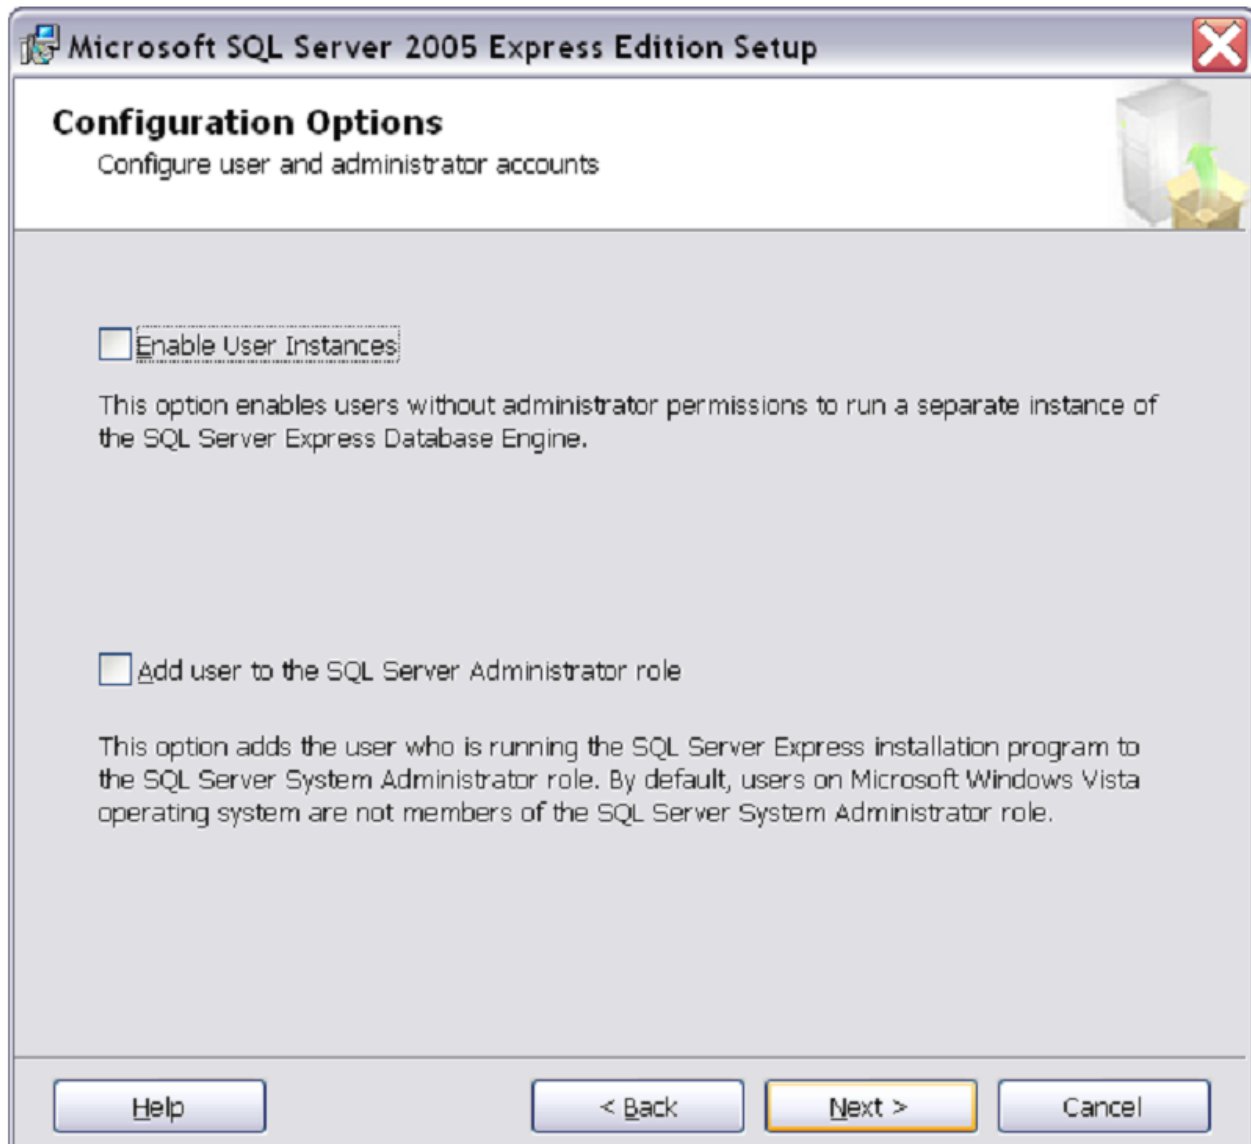 Microsoft SQL Server 2005 Express Edition Setup
Configuration Options
Configure user and administrator accounts
Enable User Instances
This option enables users without administrator permissions to run a separate instance of
the SQL Server Express Database Engine.
Add user to the SQL Server Administrator role
This option adds the user who is running the SQL Server Express installation program to
the SQL Server System Administrator role. By default, users on Microsoft Windows Vista
operating system are not members of the SQL Server System Administrator role.
Help
< Back
Next >
Cancel